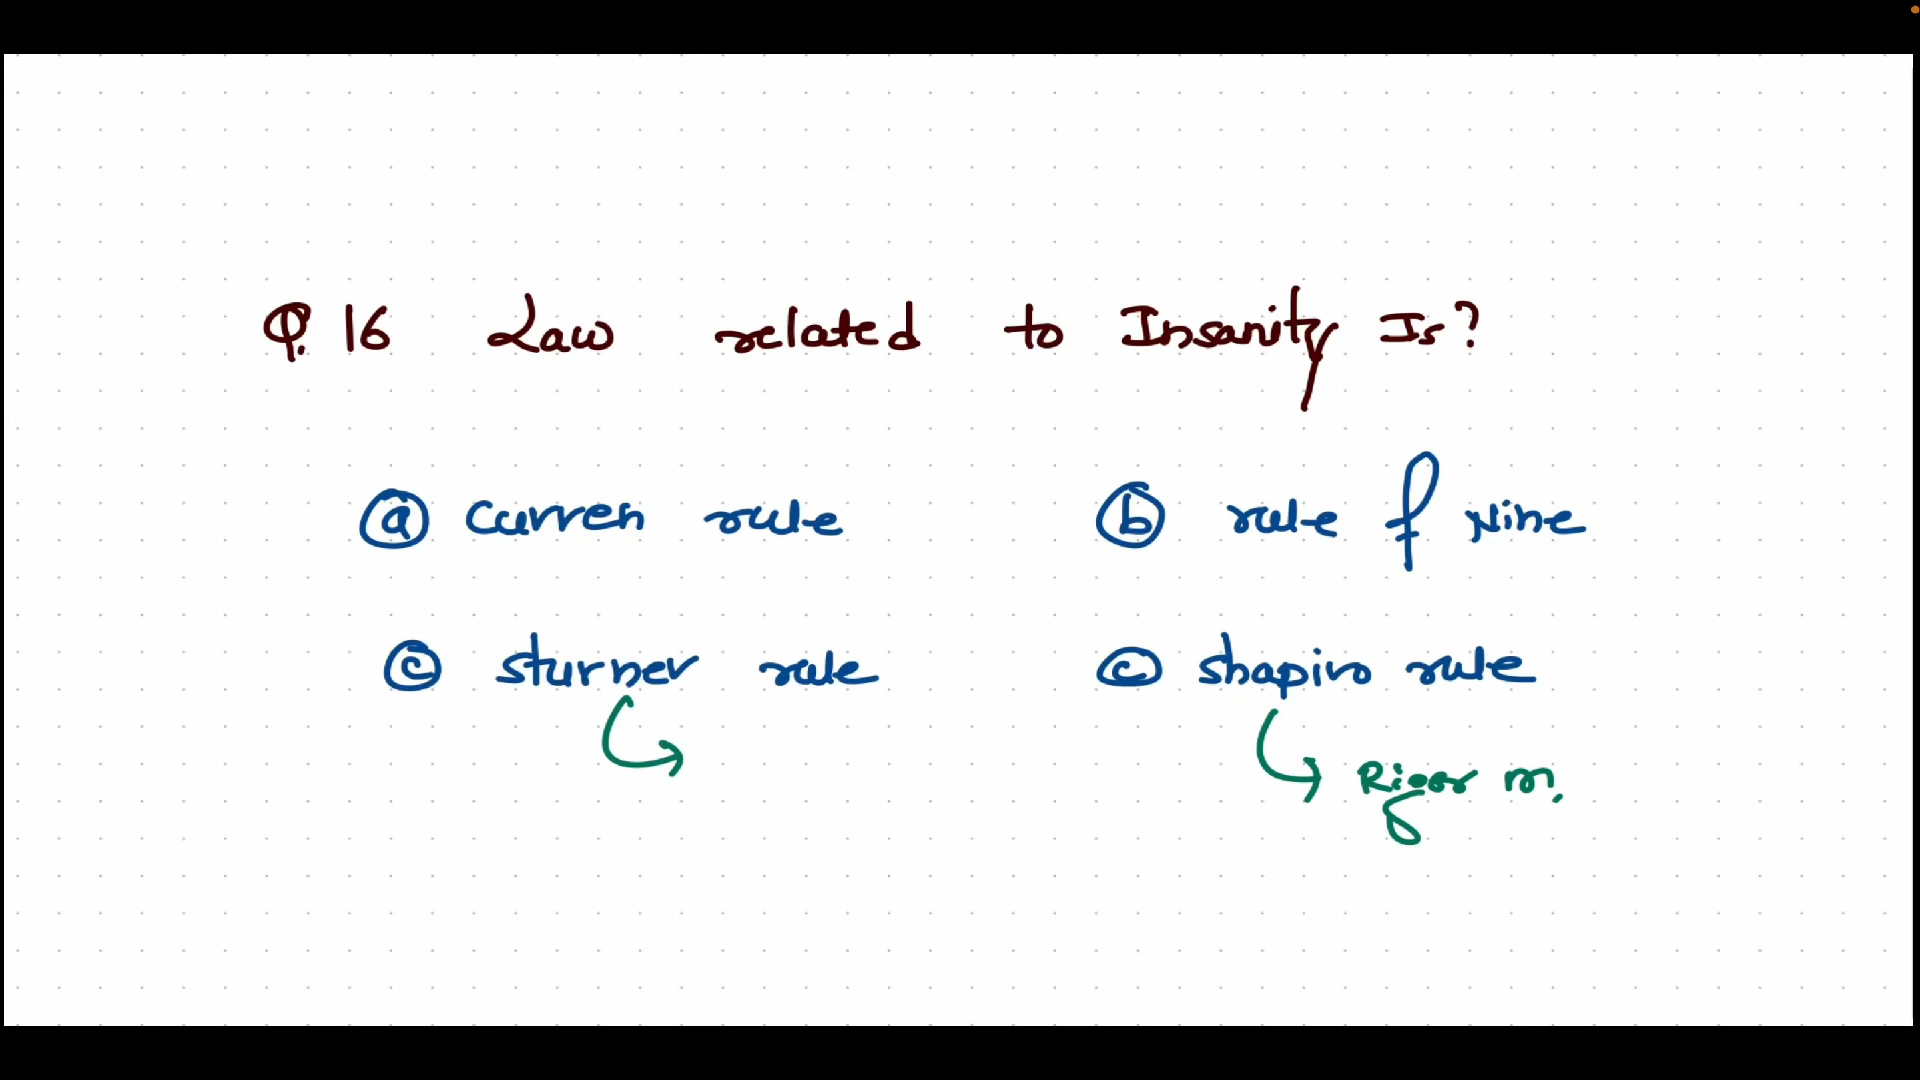 Q. 16 Law related to Insanity Is?
a curren rule b rule of Nine
c sturner rule c shapiro rule
Rigor m.